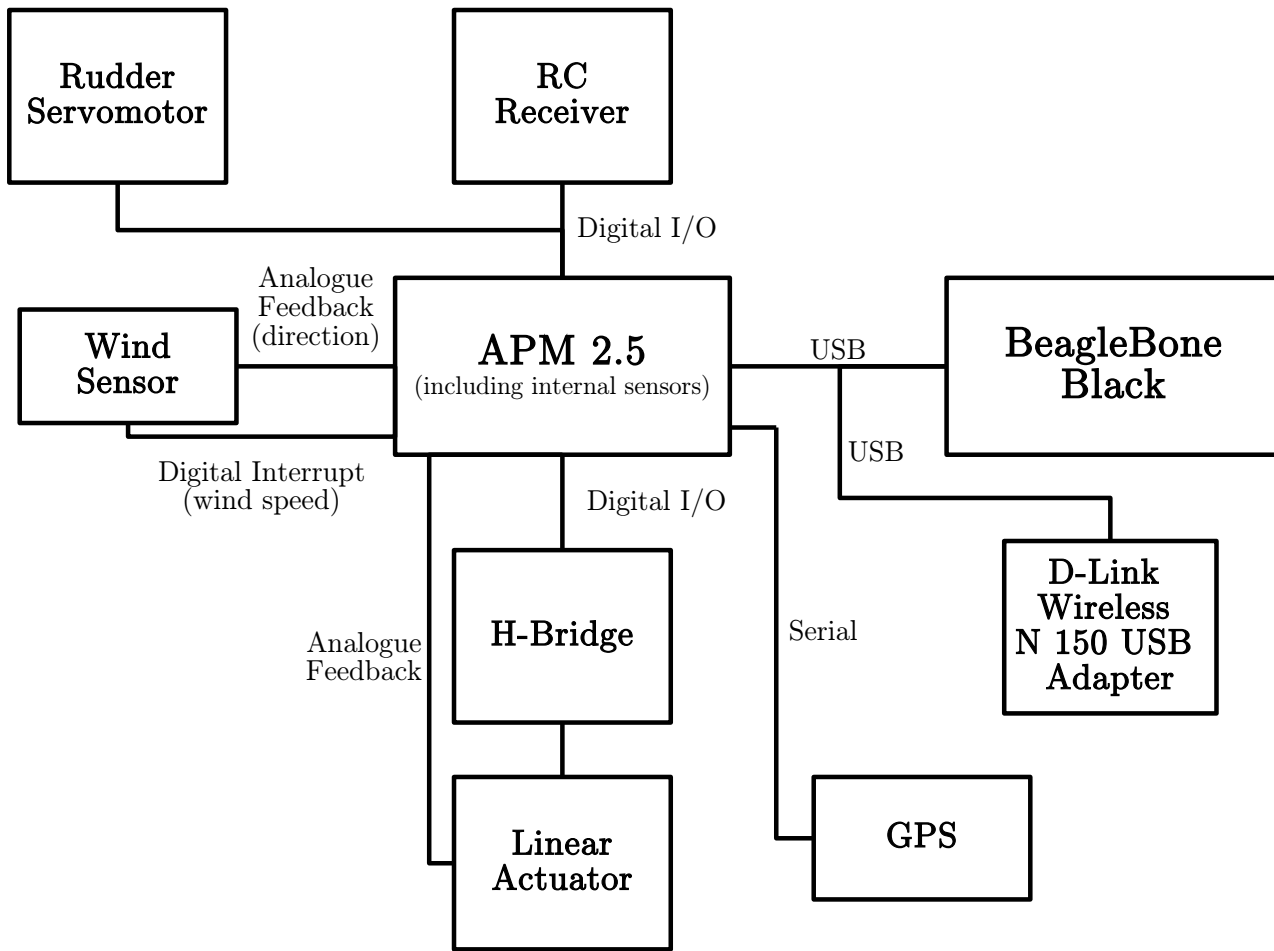 Rudder
Servomotor
RC
Receiver
Digital I/O
Analogue
Feedback
(direction)
Wind
Sensor
APM 2.5
(including internal sensors)
USB
BeagleBone
Black
USB
Digital Interrupt
(wind speed)
Digital I/O
D-Link
Wireless
N 150 USB
Adapter
H-Bridge
Analogue
Feedback
Serial
Linear
Actuator
GPS